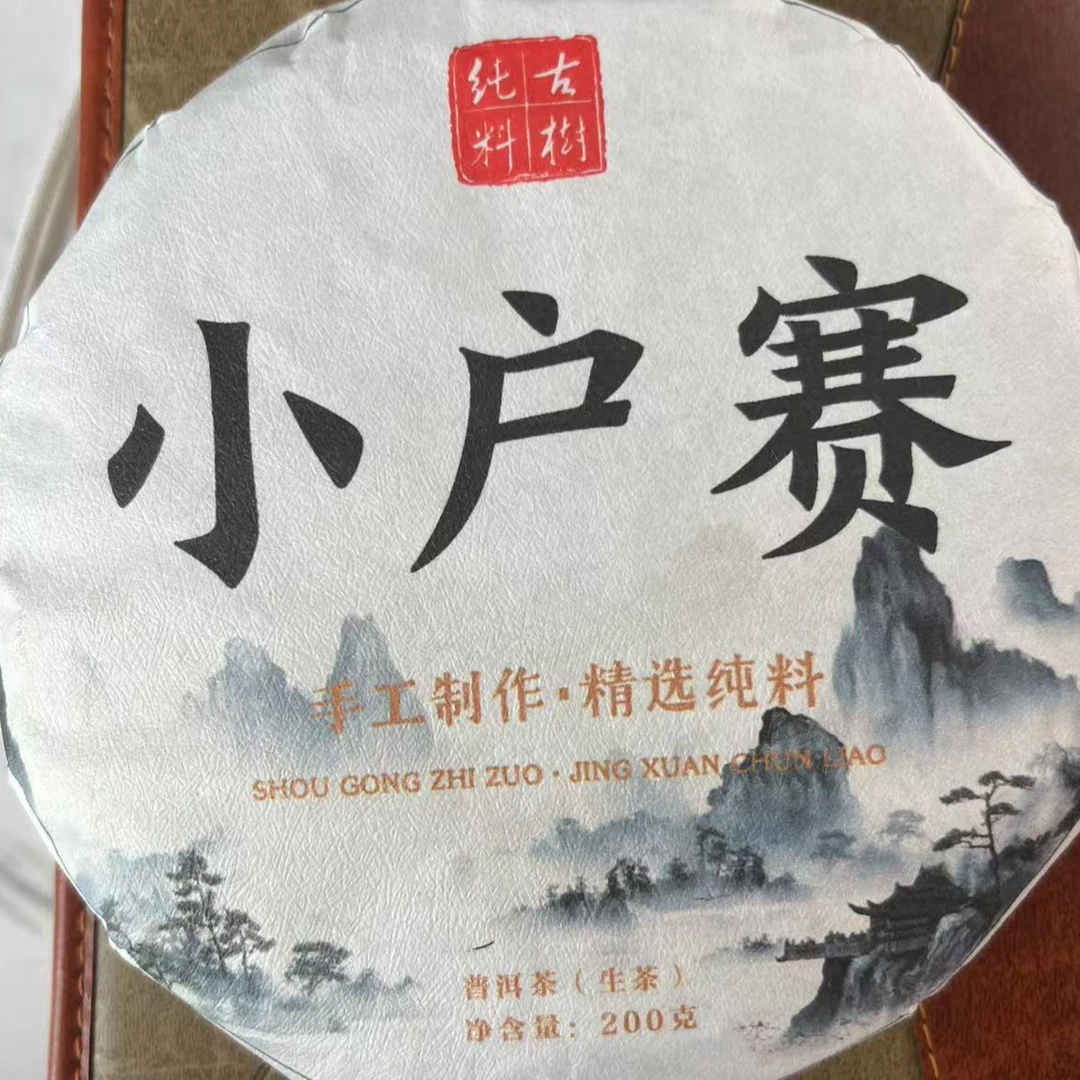 古樹
纯料
小户赛
手工制作·精选纯料
SHOU GONG ZHI ZUO · JING XUAN CHUN LIAO
普洱茶（生茶）
净含量：200克